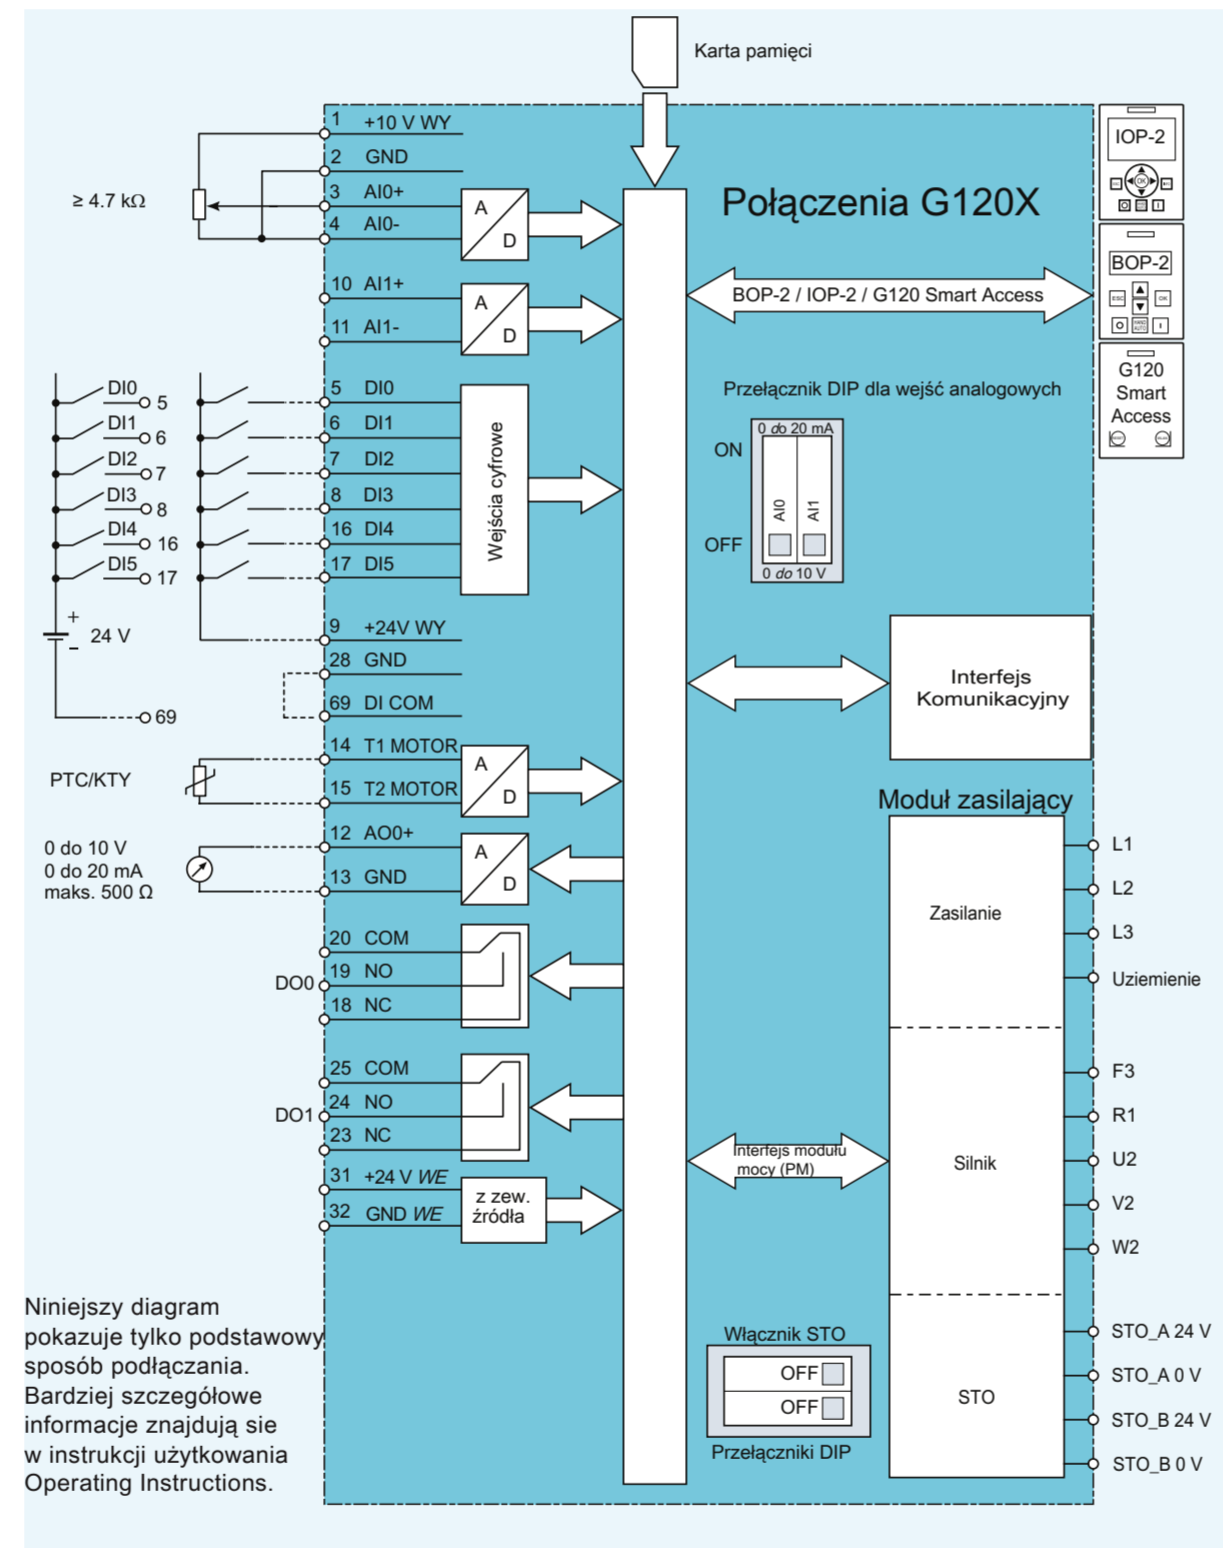 Karta pamięci
Połączenia G120X
1 +10 V WY
2 GND
3 AI0+
4 AI0-
≥ 4.7 kΩ
A
D
10 AI1+
11 AI1-
A
D
IOP-2
OK
BOP-2
ESC
OK
HAND
AUTO
G120
Smart
Access
BOP-2 / IOP-2 / G120 Smart Access
DI0
5
DI1
6
DI2
7
DI3
8
DI4
16
DI5
17
+
24 V
-
69
5 DI0
6 DI1
7 DI2
8 DI3
16 DI4
17 DI5
Wejścia cyfrowe
9 +24V WY
28 GND
69 DI COM
Przełącznik DIP dla wejść analogowych
0 do 20 mA
ON
AI0
AI1
OFF
0 do 10 V
Interfejs
Komunikacyjny
PTC/KTY
14 T1 MOTOR
15 T2 MOTOR
A
D
0 do 10 V
0 do 20 mA
maks. 500 Ω
12 AO0+
13 GND
A
D
DO0
20 COM
19 NO
18 NC
DO1
25 COM
24 NO
23 NC
31 +24 V WE
32 GND WE
z zew.
źródła
Moduł zasilający
Zasilanie
L1
L2
L3
Uziemienie
Interfejs modułu
mocy (PM)
Silnik
F3
R1
U2
V2
W2
STO
STO_A 24 V
STO_A 0 V
STO_B 24 V
STO_B 0 V
Włącznik STO
OFF
OFF
Przełączniki DIP
Niniejszy diagram
pokazuje tylko podstawowy
sposób podłączania.
Bardziej szczegółowe
informacje znajdują sie
w instrukcji użytkowania
Operating Instructions.